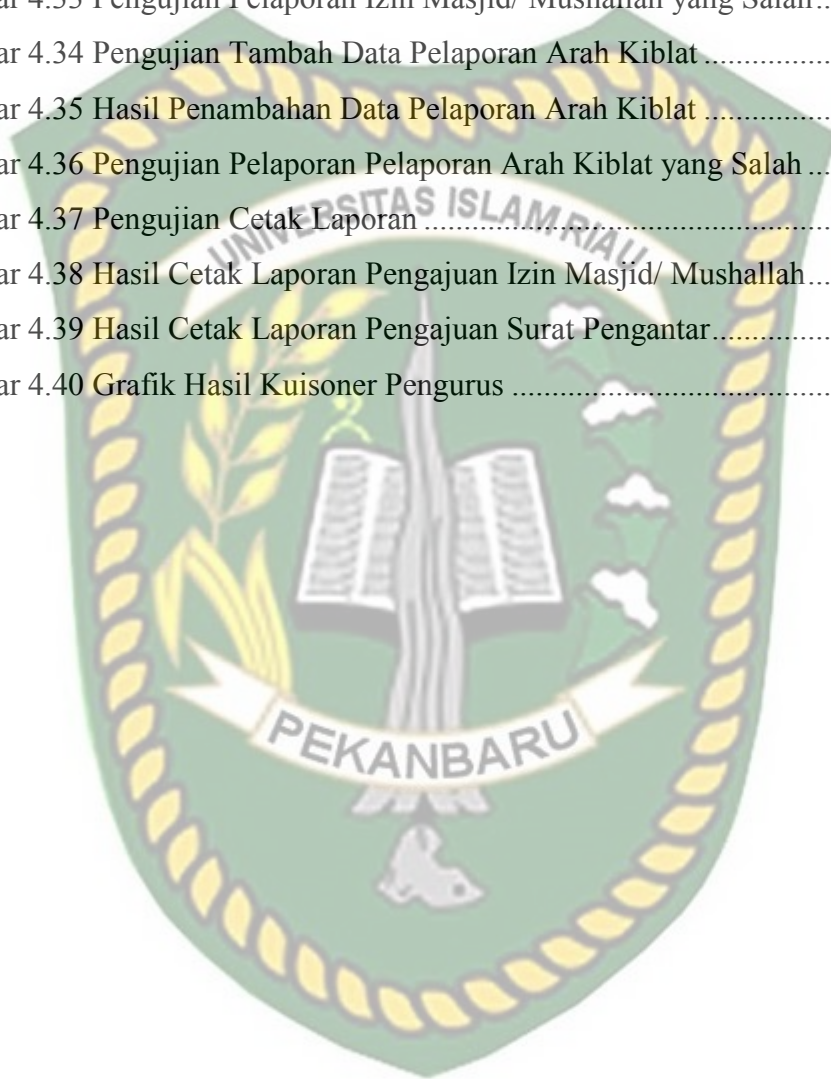 ar 4.33 Pengujian Pelaporan Izin Masjid/ Mushallah yang Salah...
ar 4.34 Pengujian Tambah Data Pelaporan Arah Kiblat................
ar 4.35 Hasil Penambahan Data Pelaporan Arah Kiblat ................
ar 4.36 Pengujian Pelaporan Pelaporan Arah Kiblat yang Salah ...
ar 4.37 Pengujian Cetak Laporan ....................................................
ar 4.38 Hasil Cetak Laporan Pengajuan Izin Masjid/ Mushallah...
ar 4.39 Hasil Cetak Laporan Pengajuan Surat Pengantar...............
ar 4.40 Grafik Hasil Kuisoner Pengurus ........................................
UNIVERSITAS ISLAM RIAU
PEKANBARU